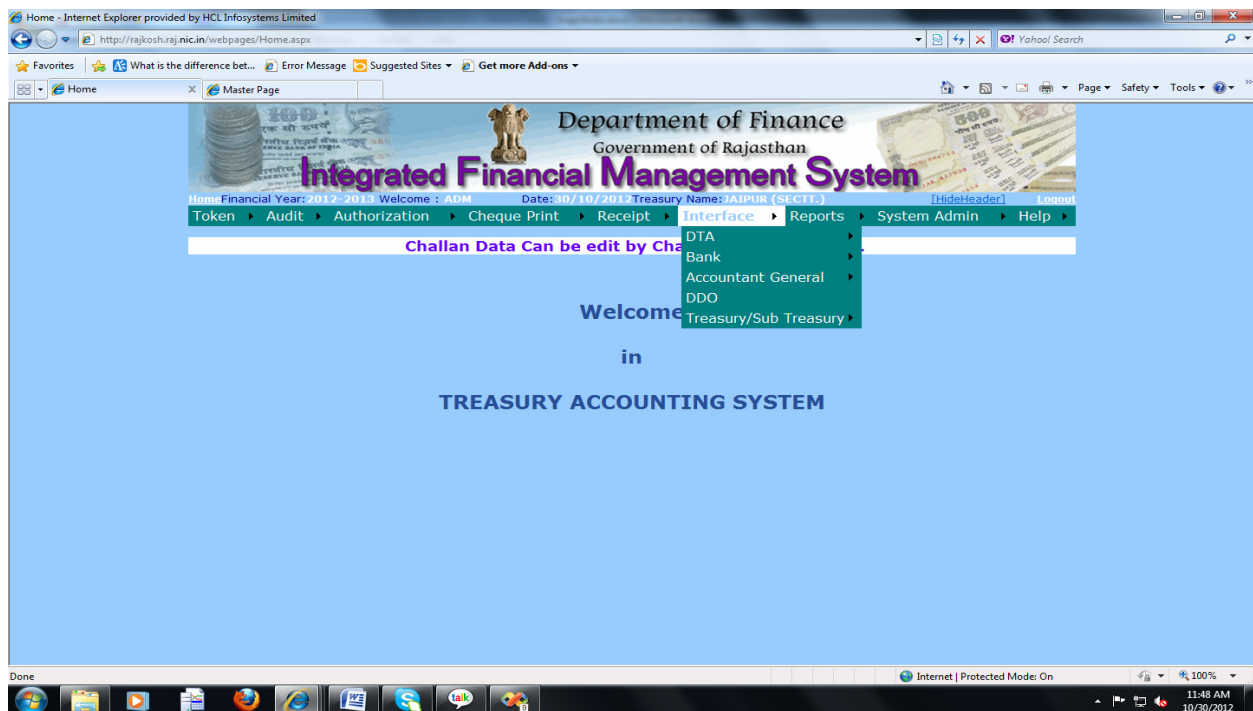 Home - Internet Explorer provided by HCL Infosystems Limited
http://rajkosh.raj.nic.in/webpages/Home.aspx
Yahoo! Search
Favorites What is the difference bet... Error Message Suggested Sites Get more Add-ons
Home Master Page Page Safety Tools
Department of Finance
Government of Rajasthan
Integrated Financial Management System
Home Financial Year:2012-2013 Welcome : ADM Date:30/10/2012 Treasury Name:JAIPUR (SECTT.) [HideHeader] Logout
Token Audit Authorization Cheque Print Receipt Interface Reports System Admin Help
Challan Data Can be edit by Cha
DTA
Bank
Accountant General
DDO
Treasury/Sub Treasury
Welcome
in
TREASURY ACCOUNTING SYSTEM
Done Internet | Protected Mode: On 100%
talk
11:48 AM
10/30/2012